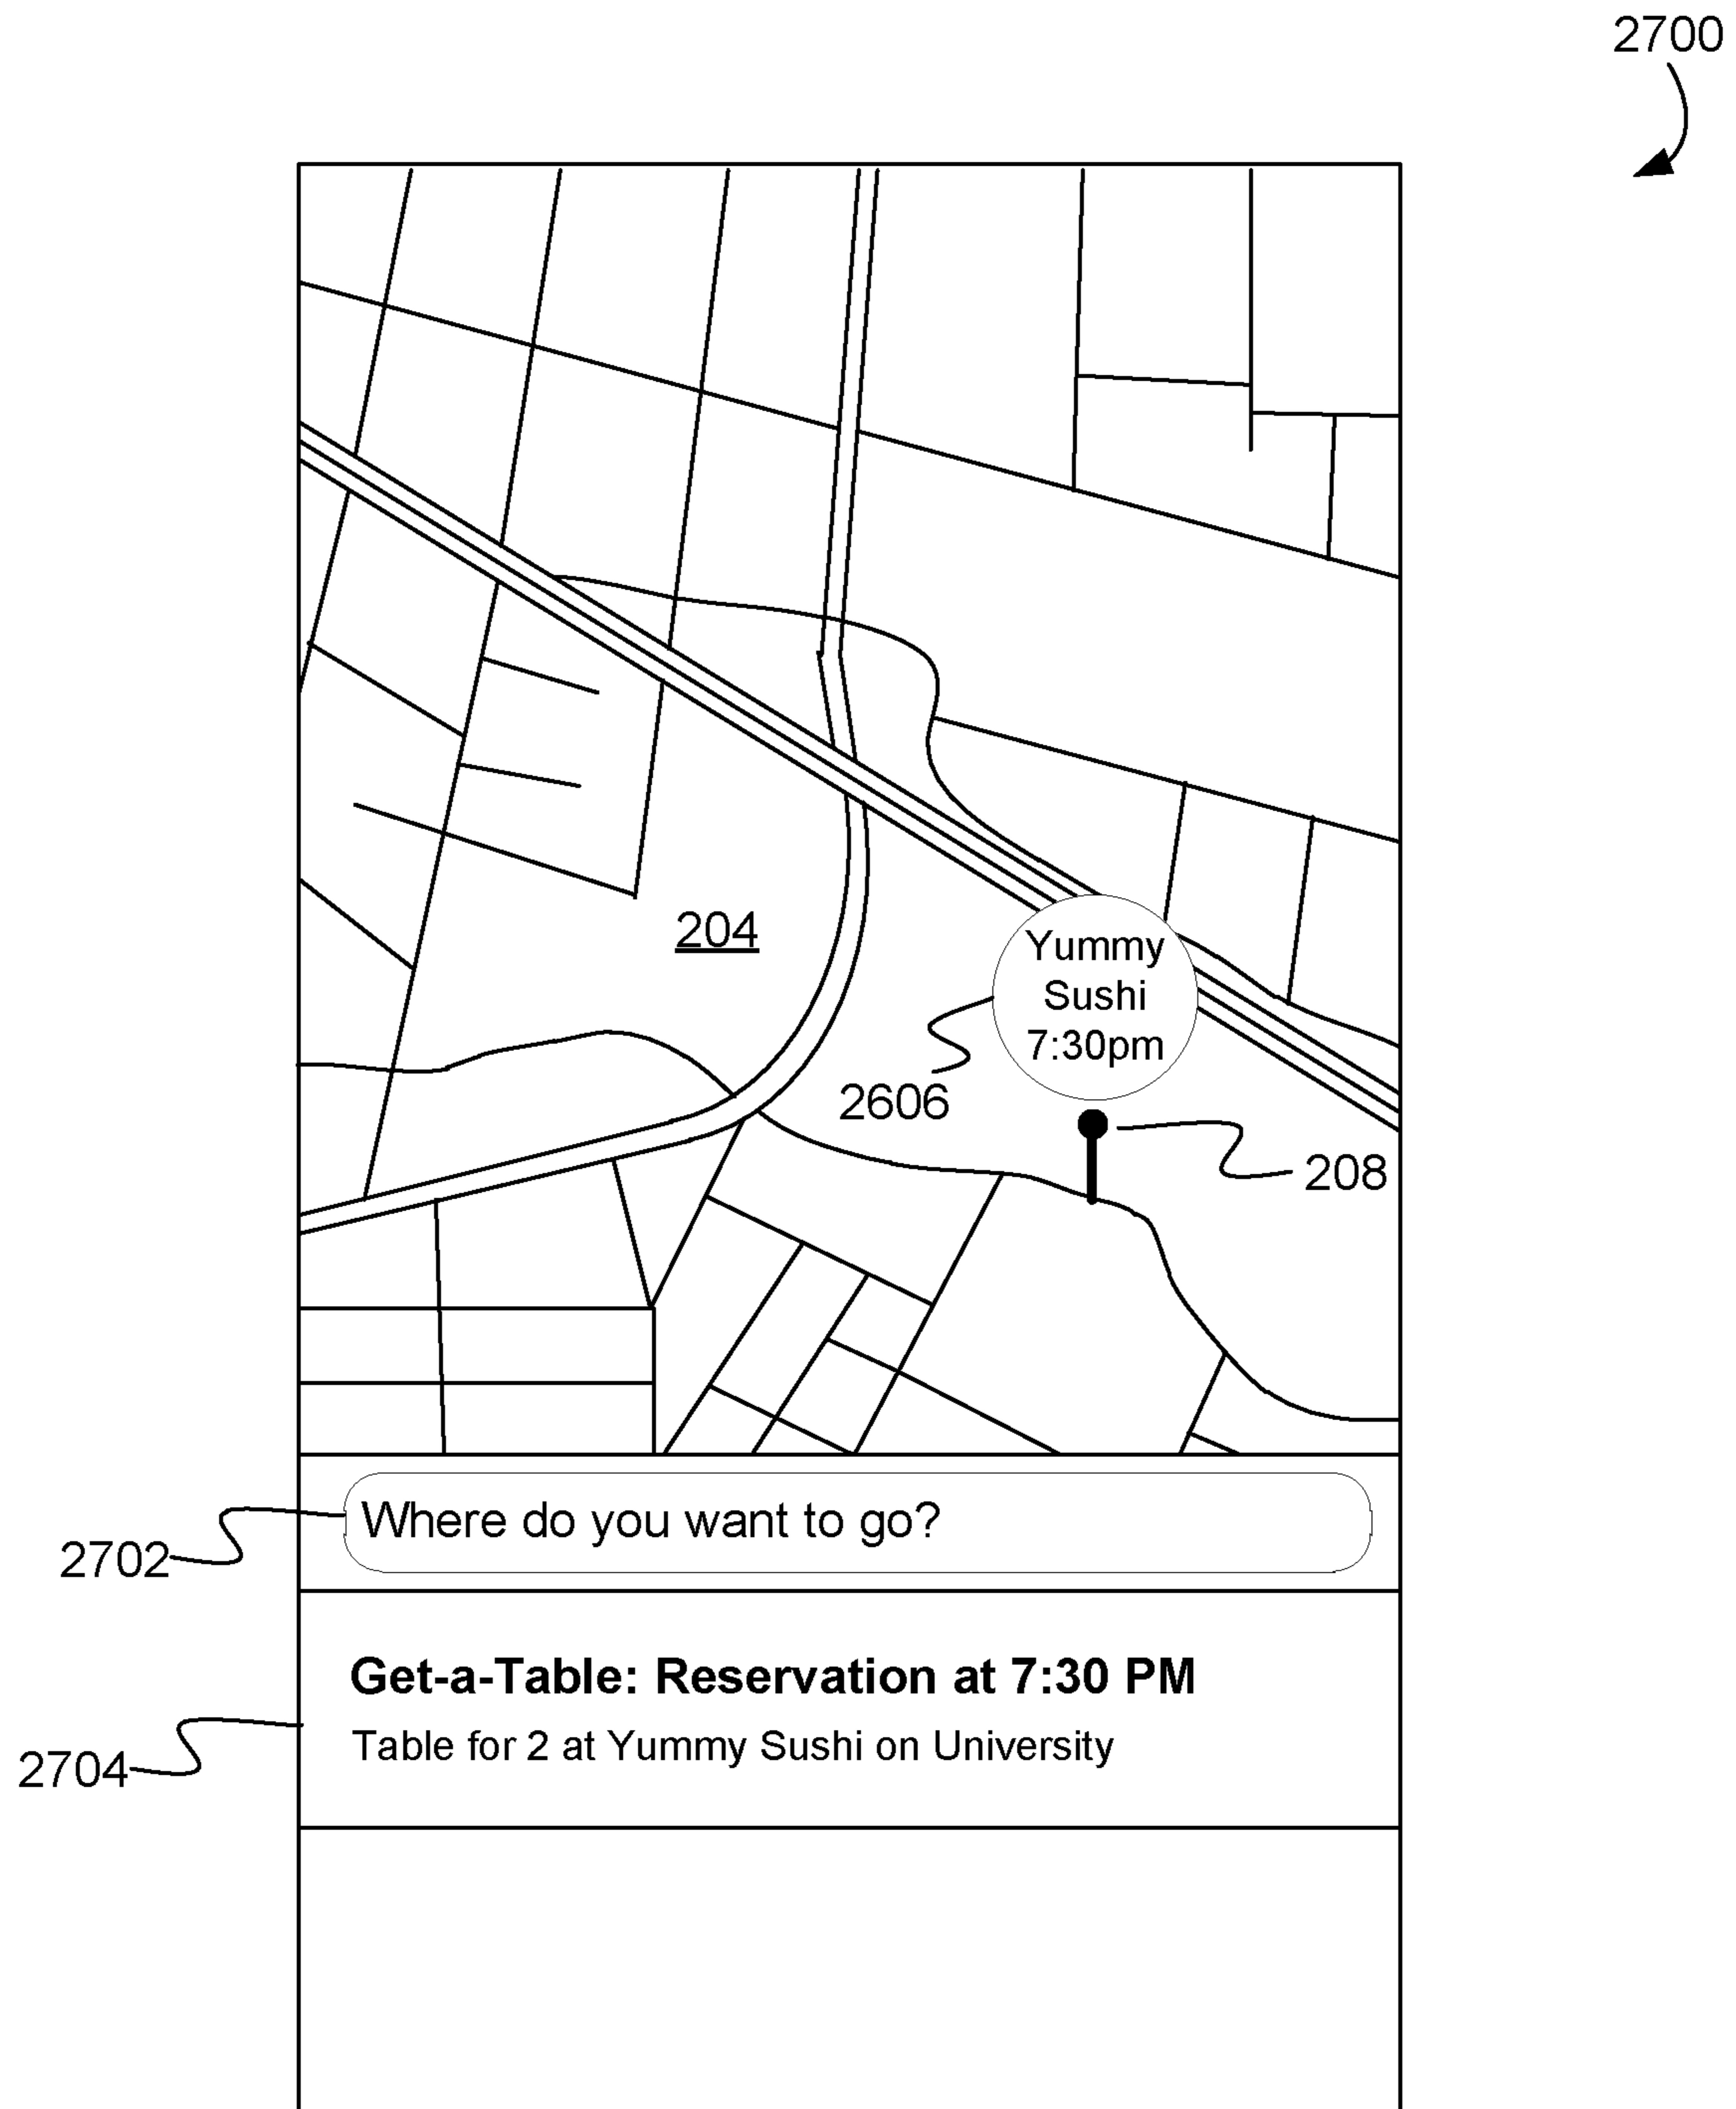 2700
204
Yummy
Sushi
7:30pm
2606
208
Where do you want to go?
2702
Get-a-Table: Reservation at 7:30 PM
Table for 2 at Yummy Sushi on University
2704